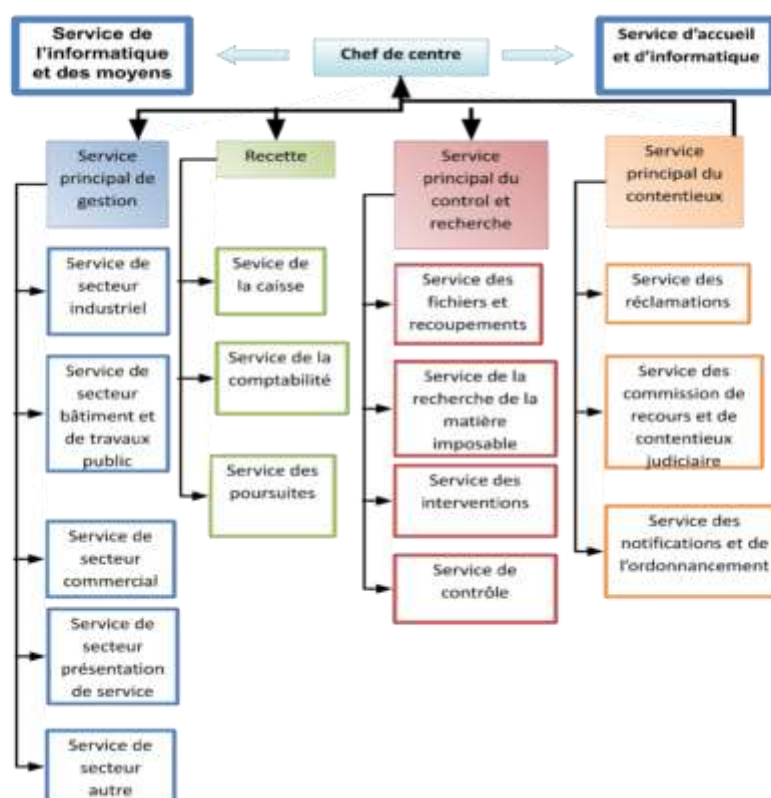 Service de
l'informatique
et des moyens
Chef de centre
Service d'accueil
et d'informatique
Service
principal de
gestion
Service de
secteur
industriel
Service de
secteur
bâtiment et
de travaux
public
Service de
secteur
commercial
Service de
secteur
présentation
de service
Service de
secteur
autre
Recette
Sevice de
la caisse
Service de la
comptabilité
Service des
poursuites
Service
principal du
control et
recherche
Service des
fichiers et
recoupements
Service de la
recherche de la
matière
imposable
Service des
interventions
Service de
contrôle
Service
principal du
contentieux
Service des
réclamations
Service des
commission de
recours et de
contentieux
judiciaire
Service des
notifications et de
l'ordonnancement